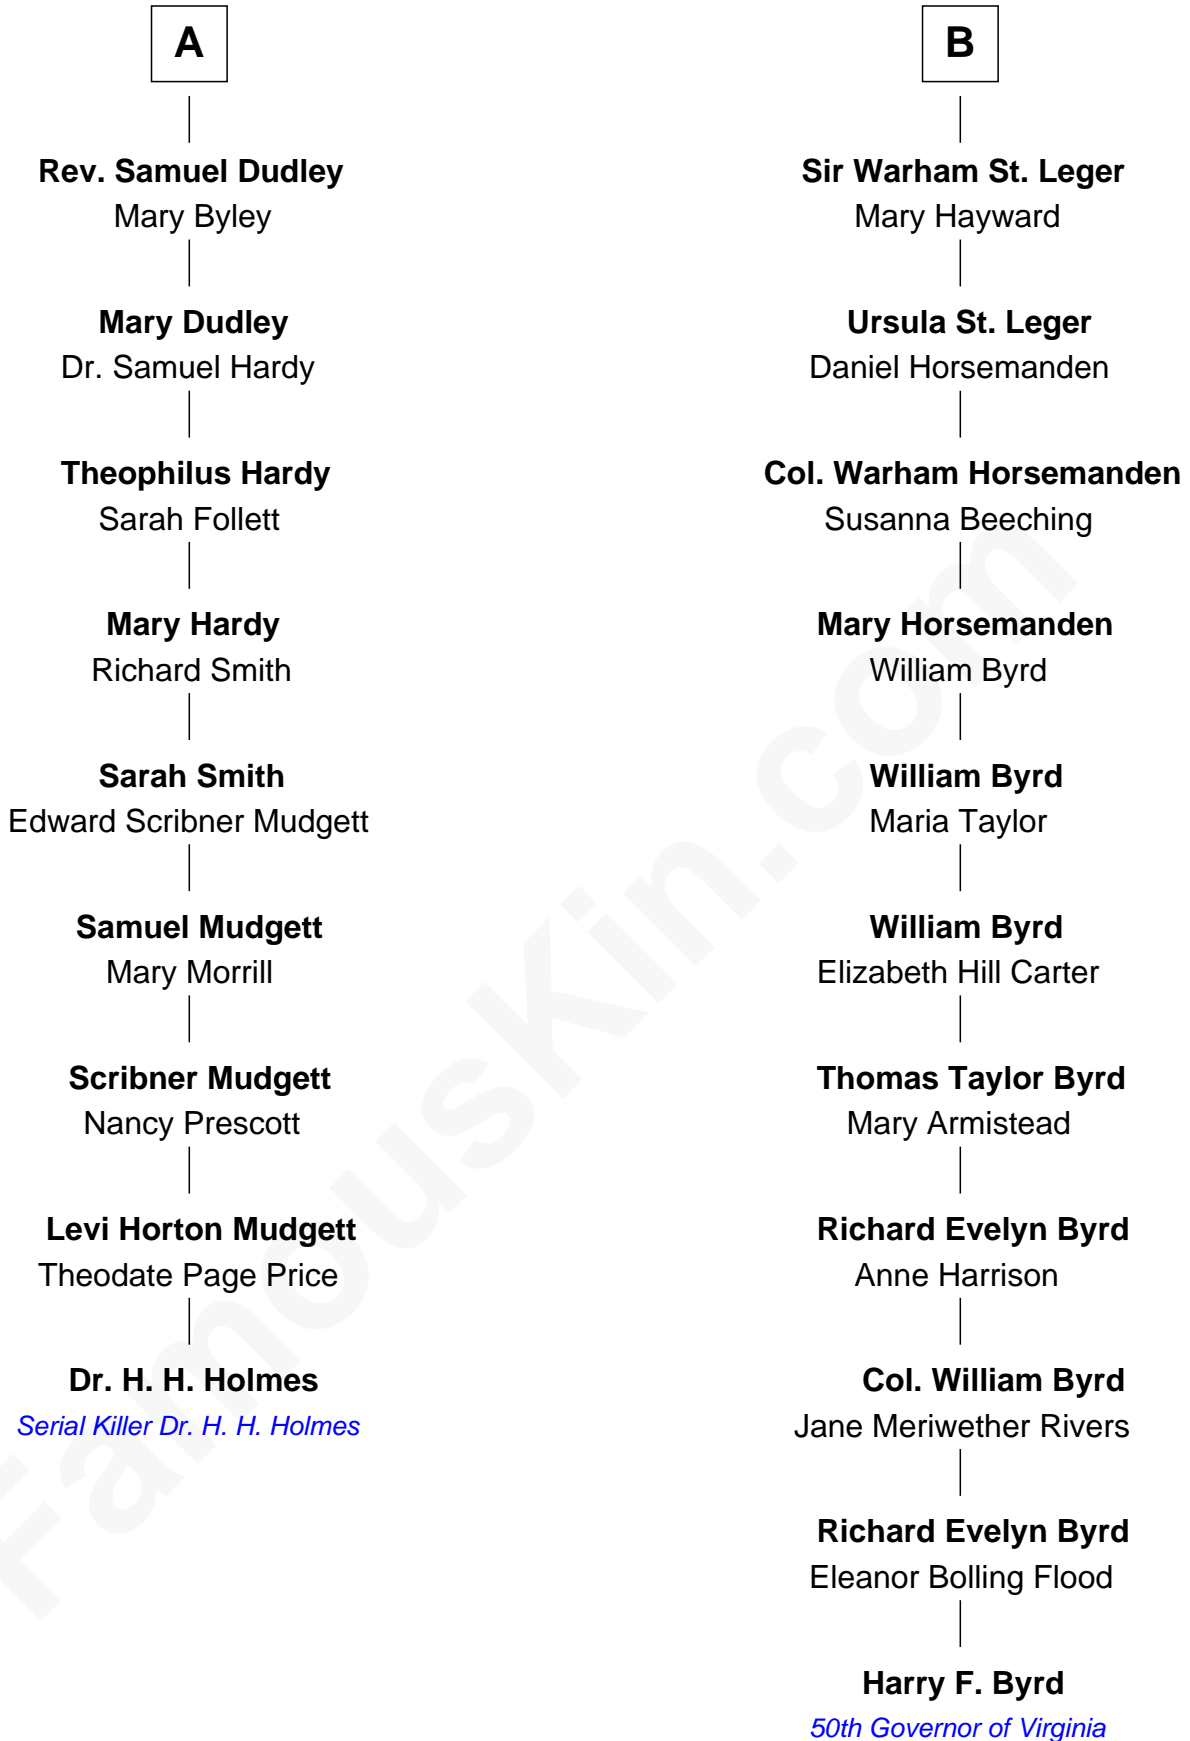 A
Rev. Samuel Dudley
Mary Byley
Mary Dudley
Dr. Samuel Hardy
Theophilus Hardy
Sarah Follett
Mary Hardy
Richard Smith
Sarah Smith
Edward Scribner Mudgett
Samuel Mudgett
Mary Morrill
Scribner Mudgett
Nancy Prescott
Levi Horton Mudgett
Theodate Page Price
Dr. H. H. Holmes
Serial Killer Dr. H. H. Holmes
B
Sir Warham St. Leger
Mary Hayward
Ursula St. Leger
Daniel Horsemanden
Col. Warham Horsemanden
Susanna Beeching
Mary Horsemanden
William Byrd
William Byrd
Maria Taylor
William Byrd
Elizabeth Hill Carter
Thomas Taylor Byrd
Mary Armistead
Richard Evelyn Byrd
Anne Harrison
Col. William Byrd
Jane Meriwether Rivers
Richard Evelyn Byrd
Eleanor Bolling Flood
Harry F. Byrd
50th Governor of Virginia
FamousKin.com